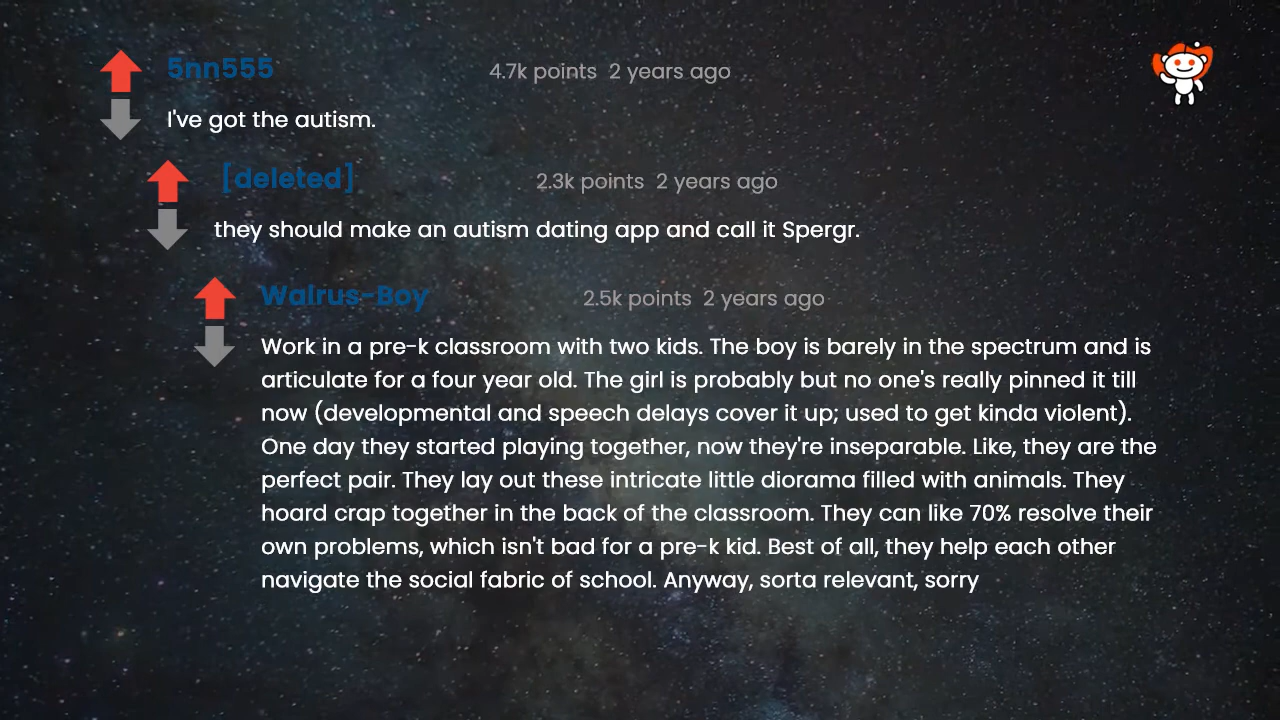 5nn555 4.7k points 2 years ago
I've got the autism.
[deleted] 2.3k points 2 years ago
they should make an autism dating app and call it Spergr.
Walrus-Boy 2.5k points 2 years ago
Work in a pre-k classroom with two kids. The boy is barely in the spectrum and is
articulate for a four year old. The girl is probably but no one's really pinned it till
now (developmental and speech delays cover it up; used to get kinda violent).
One day they started playing together, now they're inseparable. Like, they are the
perfect pair. They lay out these intricate little diorama filled with animals. They
hoard crap together in the back of the classroom. They can like 70% resolve their
own problems, which isn't bad for a pre-k kid. Best of all, they help each other
navigate the social fabric of school. Anyway, sorta relevant, sorry